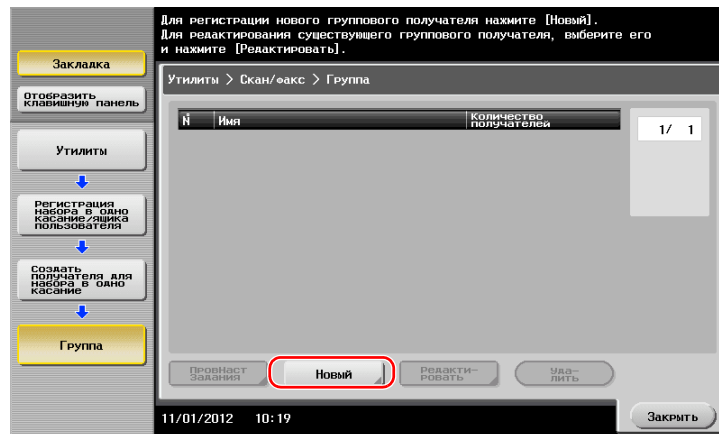 Для регистрации нового группового получателя нажмите [Новый].
Для редактирования существующего группового получателя, выберите его
и нажмите [Редактировать].
Закладка
Отобразить
клавишную панель
Утилиты
Регистрация
набора в одно
касание/ящика
пользователя
Создать
получателя для
набора в одно
касание
Группа
Утилиты > Скан/факс > Группа
N Имя Количество
получателей
1/ 1
ПровНаст
Задания
Новый
Редакти-
ровать
Уда-
лить
11/01/2012 10:19
Закрыть